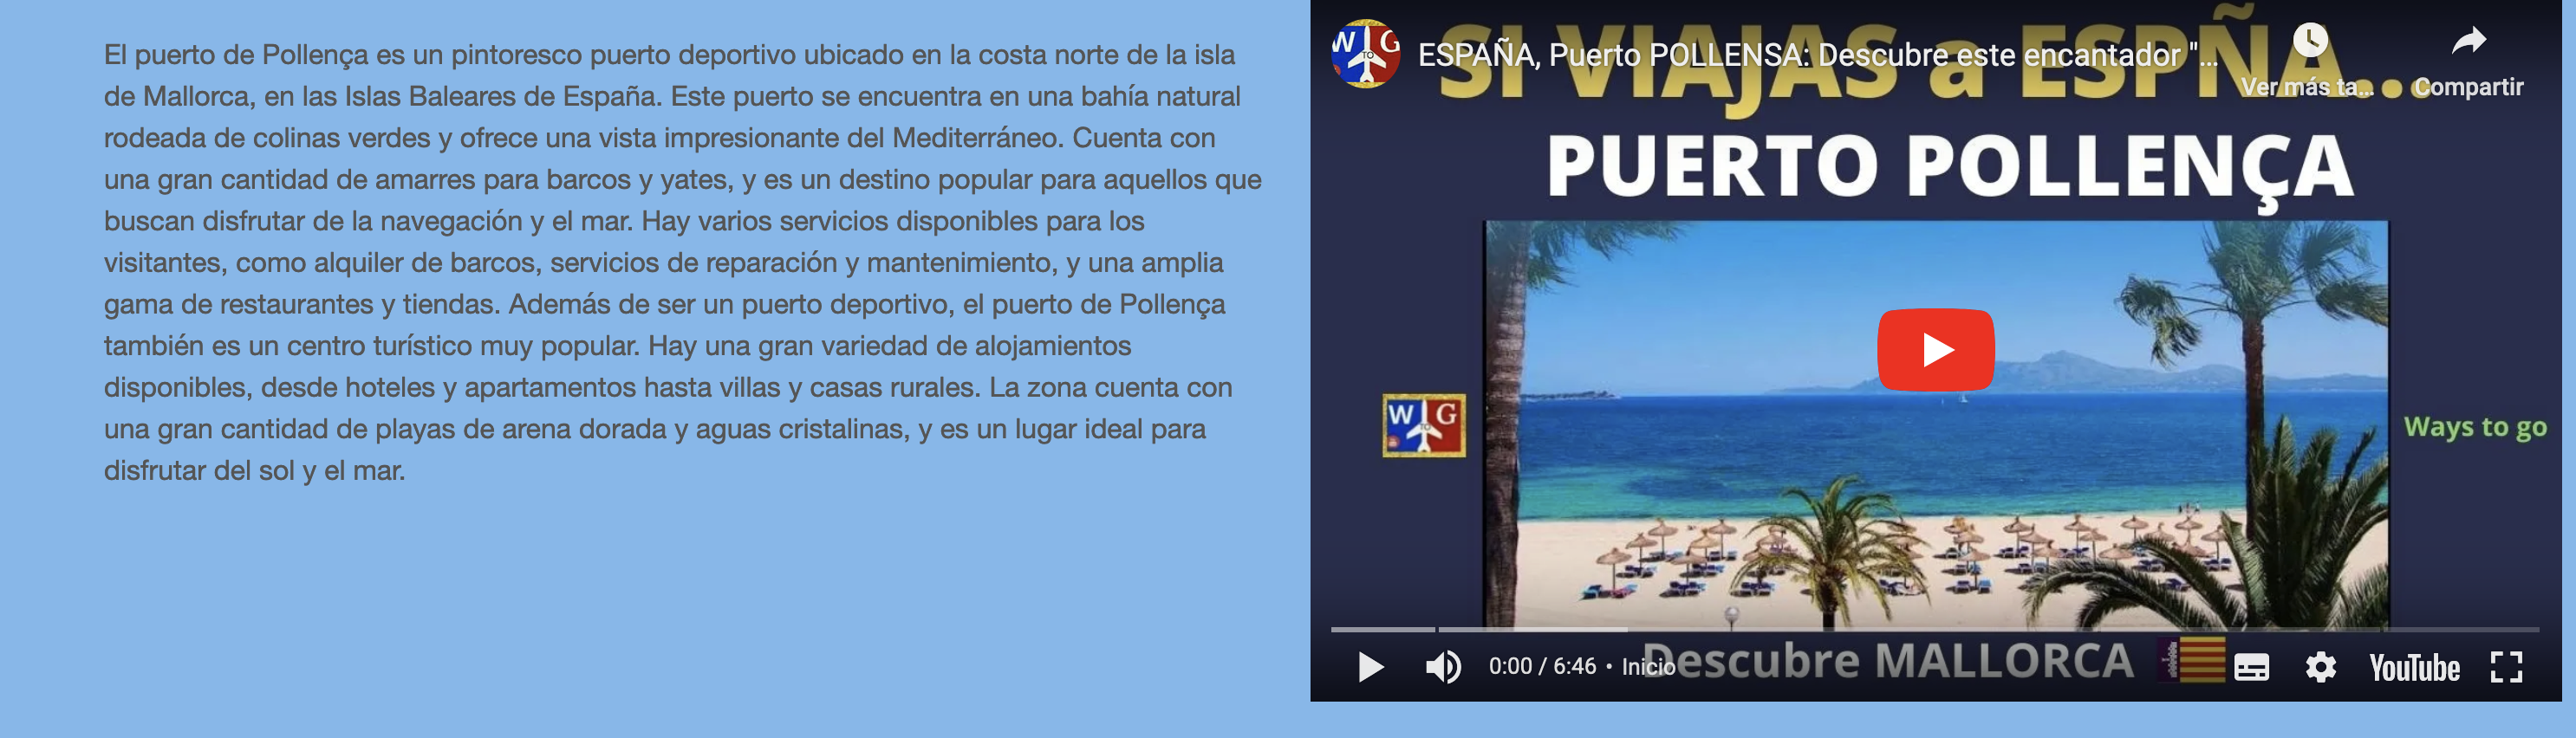 El puerto de Pollença es un pintoresco puerto deportivo ubicado en la costa norte de la isla
de Mallorca, en las Islas Baleares de España. Este puerto se encuentra en una bahía natural
rodeada de colinas verdes y ofrece una vista impresionante del Mediterráneo. Cuenta con
una gran cantidad de amarres para barcos y yates, y es un destino popular para aquellos que
buscan disfrutar de la navegación y el mar. Hay varios servicios disponibles para los
visitantes, como alquiler de barcos, servicios de reparación y mantenimiento, y una amplia
gama de restaurantes y tiendas. Además de ser un puerto deportivo, el puerto de Pollença
también es un centro turístico muy popular. Hay una gran variedad de alojamientos
disponibles, desde hoteles y apartamentos hasta villas y casas rurales. La zona cuenta con
una gran cantidad de playas de arena dorada y aguas cristalinas, y es un lugar ideal para
disfrutar del sol y el mar.
W TO G
ESPAÑA, Puerto POLLENSA: Descubre este encantador "...
SI VIAJAS a ESPÑA...
Ver más ta...
Compartir
PUERTO POLLENÇA
W TO G
Ways to go
0:00 / 6:46 • Inicio
Descubre MALLORCA
YouTube